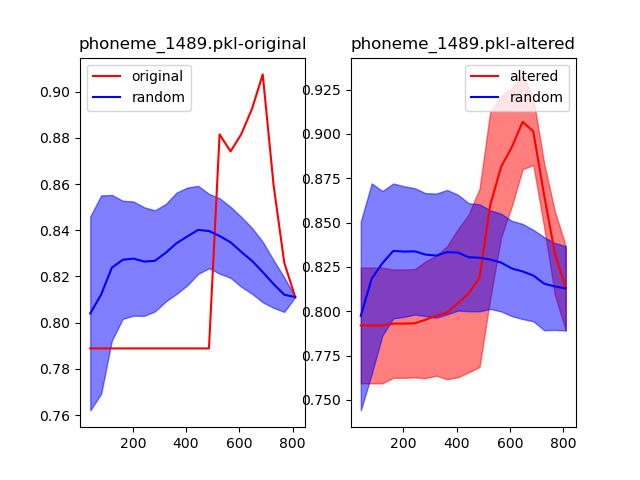 phoneme_1489.pkl-original
original
random
0.90
0.88
0.86
0.84
0.82
0.80
0.78
0.76
200 400 600 800
phoneme_1489.pkl-altered
altered
random
0.925
0.900
0.875
0.850
0.825
0.800
0.775
0.750
200 400 600 800